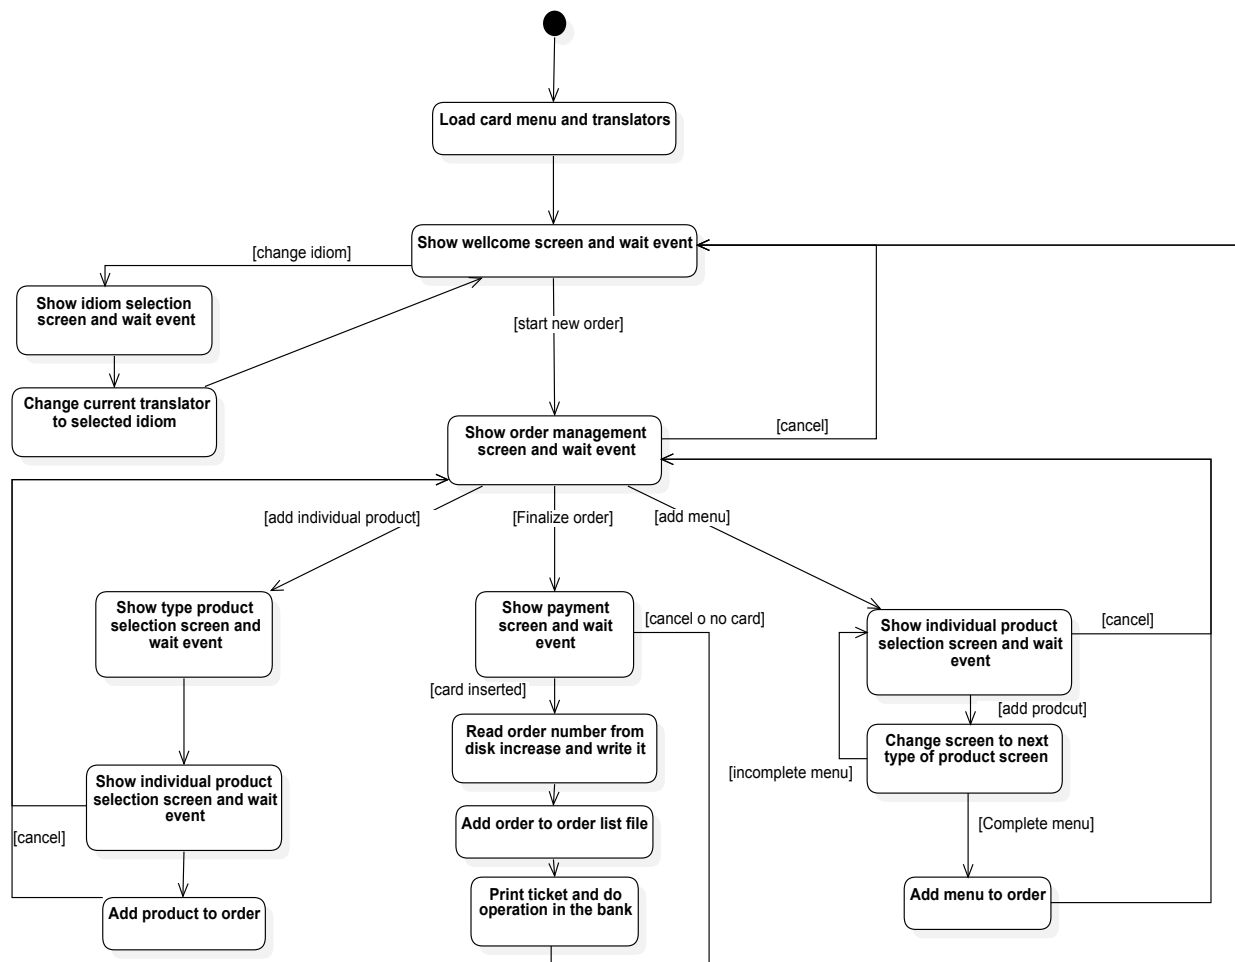 Load card menu and translators
Show wellcome screen and wait event
[change idiom]
Show idiom selection
screen and wait event
[start new order]
Change current translator
to selected idiom
Show order management
screen and wait event
[cancel]
[add individual product]
[Finalize order]
[add menu]
Show type product
selection screen and
wait event
Show payment
screen and wait
event
[cancel o no card]
Show individual product
selection screen and wait
event
[cancel]
[card inserted]
[add prodcut]
Read order number from
disk increase and write it
Change screen to next
type of product screen
[incomplete menu]
Show individual product
selection screen and wait
event
[cancel]
Add order to order list file
[Complete menu]
Print ticket and do
operation in the bank
Add menu to order
Add product to order